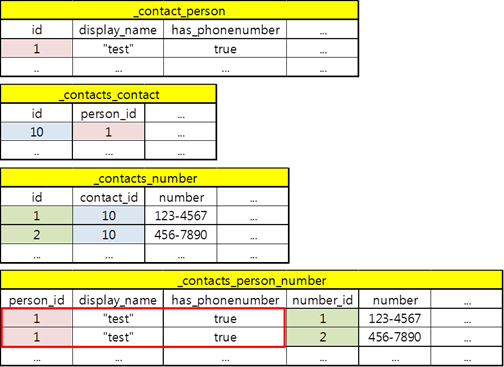 _contact_person
id display_name has_phonenumber ...
1 "test" true
.. ... ... ...
_contacts_contact
id person_id ...
10 1
.. ... ...
_contacts_number
id contact_id number ...
1 10 123-4567
2 10 456-7890
... ... ... ...
_contacts_person_number
person_id display_name has_phonenumber number_id number ...
1 "test" true 1 123-4567
1 "test" true 2 456-7890
... ... ... ... ... ...